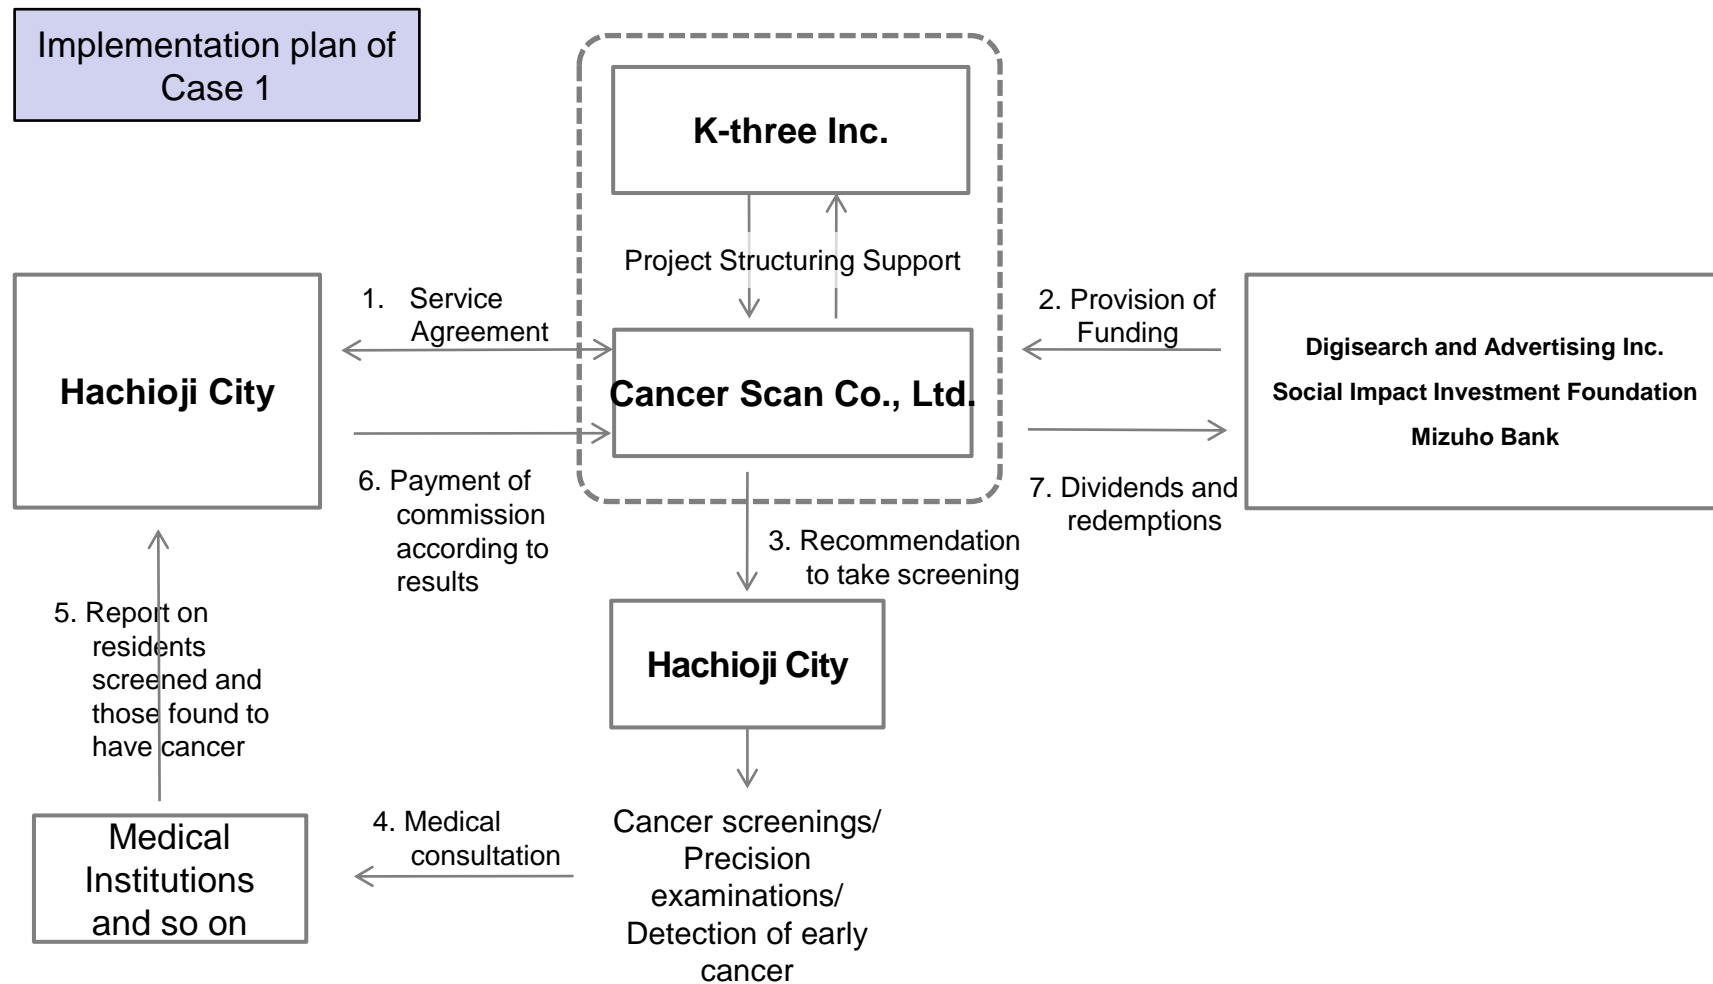 Implementation plan of
Case 1
K-three Inc.
Project Structuring Support
1. Service
Agreement
2. Provision of
Funding
Hachioji City
Cancer Scan Co., Ltd.
Digisearch and Advertising Inc.
Social Impact Investment Foundation
Mizuho Bank
6. Payment of
commission
according to
results
7. Dividends and
redemptions
3. Recommendation
to take screening
5. Report on
residents
screened and
those found to
have cancer
Hachioji City
Medical
Institutions
and so on
4. Medical
consultation
Cancer screenings/
Precision
examinations/
Detection of early
cancer